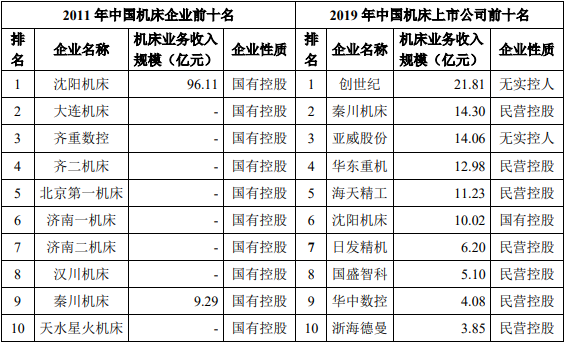 2011 年中国机床企业前十名 2019 年中国机床上市公司前十名
排名 企业名称 机床业务收入规模（亿元） 企业性质 排名 企业名称 机床业务收入规模（亿元） 企业性质
1 沈阳机床 96.11 国有控股 1 创世纪 21.81 无实控人
2 大连机床 - 国有控股 2 秦川机床 14.30 民营控股
3 齐重数控 - 国有控股 3 亚威股份 14.06 无实控人
4 齐二机床 - 国有控股 4 华东重机 12.98 民营控股
5 北京第一机床 - 国有控股 5 海天精工 11.23 民营控股
6 济南一机床 - 国有控股 6 沈阳机床 10.02 国有控股
7 济南二机床 - 国有控股 7 日发精机 6.20 民营控股
8 汉川机床 - 国有控股 8 国盛智科 5.10 民营控股
9 秦川机床 9.29 国有控股 9 华中数控 4.08 民营控股
10 天水星火机床 - 国有控股 10 浙海德曼 3.85 民营控股